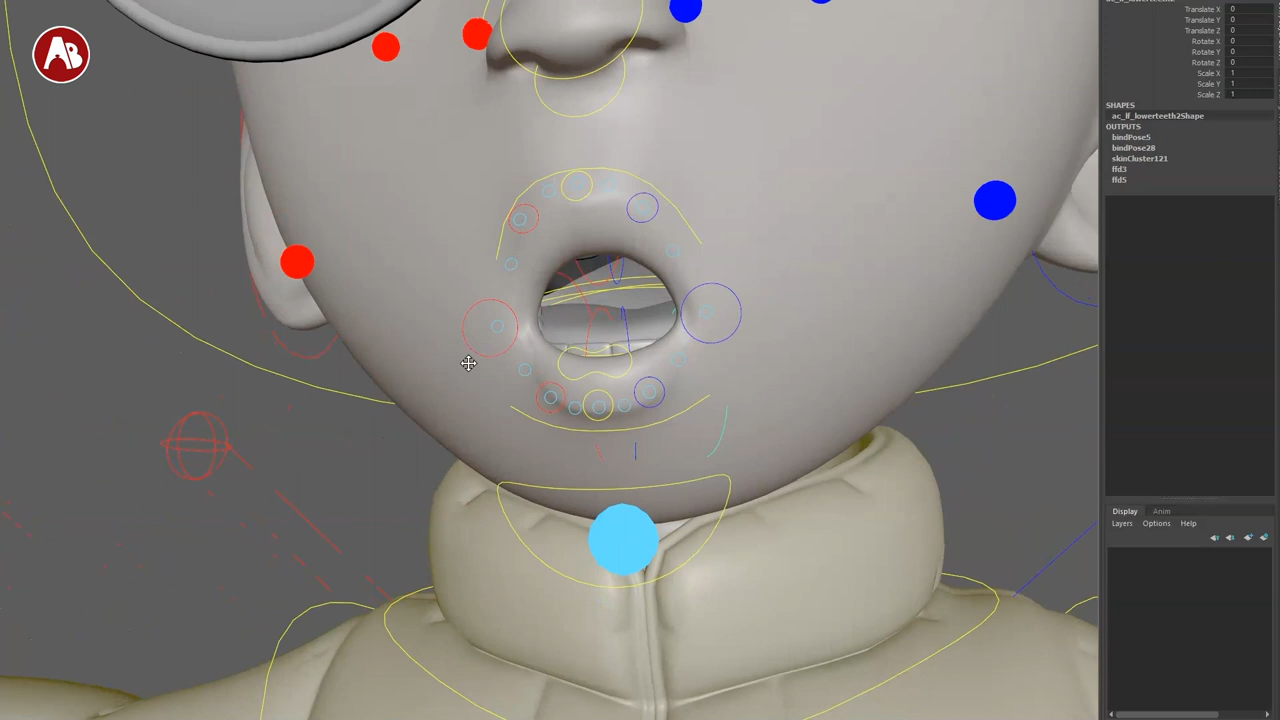 AB
Translate X 0
Translate Y 0
Translate Z 0
Rotate X 0
Rotate Y 0
Rotate Z 0
Scale X 1
Scale Y 1
Scale Z 1
SHAPES
ac_lf_lowerteeth2Shape
OUTPUTS
bindPose5
bindPose28
skinCluster121
ffd3
ffd5
Display Anim
Layers Options Help